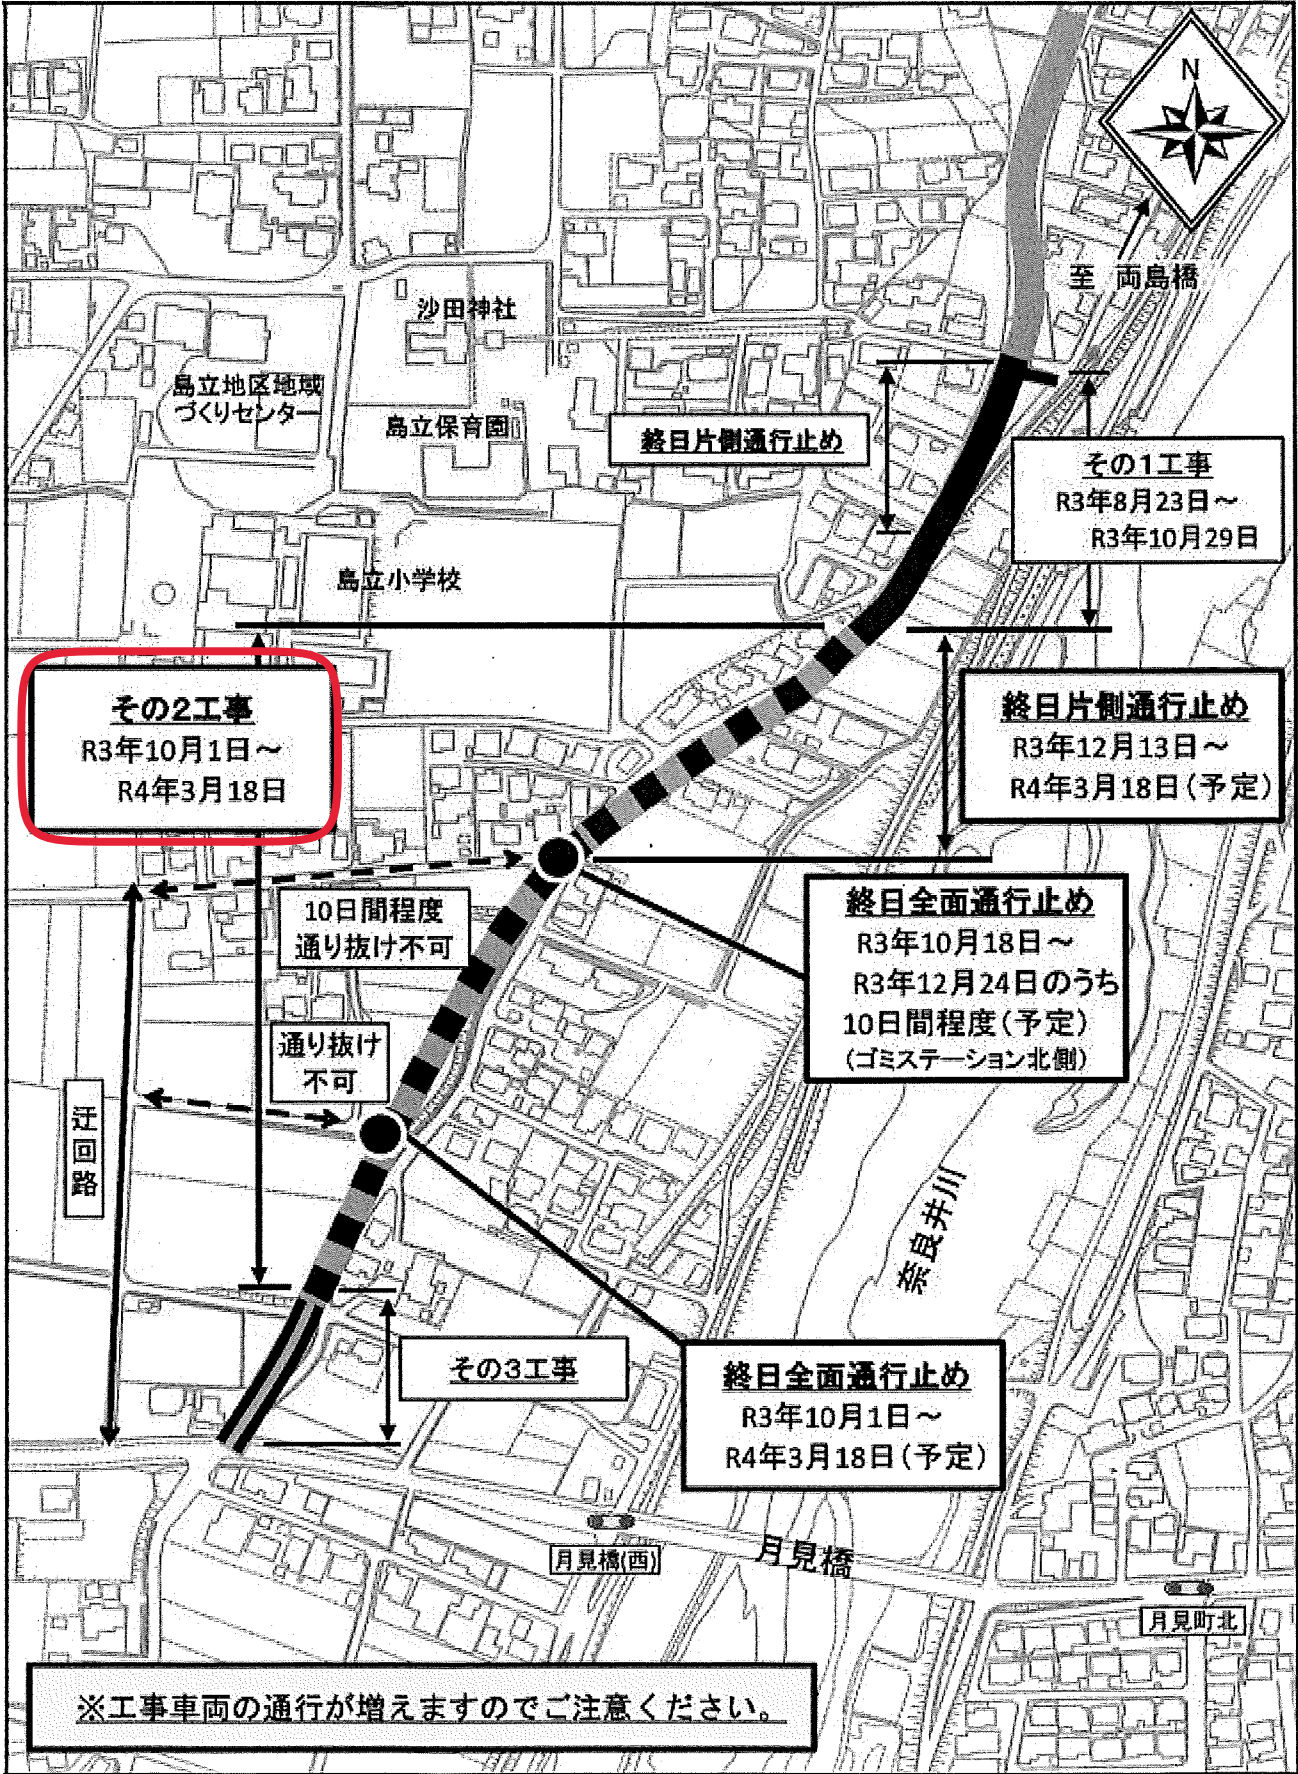 N
至 両島橋
沙田神社
島立地区地域
づくりセンター
島立保育園
終日片側通行止め
その1工事
R3年8月23日～
R3年10月29日
島立小学校
その2工事
R3年10月1日～
R4年3月18日
終日片側通行止め
R3年12月13日～
R4年3月18日(予定)
10日間程度
通り抜け不可
終日全面通行止め
R3年10月18日～
R3年12月24日のうち
10日間程度(予定)
(ゴミステーション北側)
通り抜け
不可
迂回路
奈良井川
その3工事
終日全面通行止め
R3年10月1日～
R4年3月18日(予定)
月見橋(西)
月見橋
月見町北
※工事車両の通行が増えますのでご注意ください。